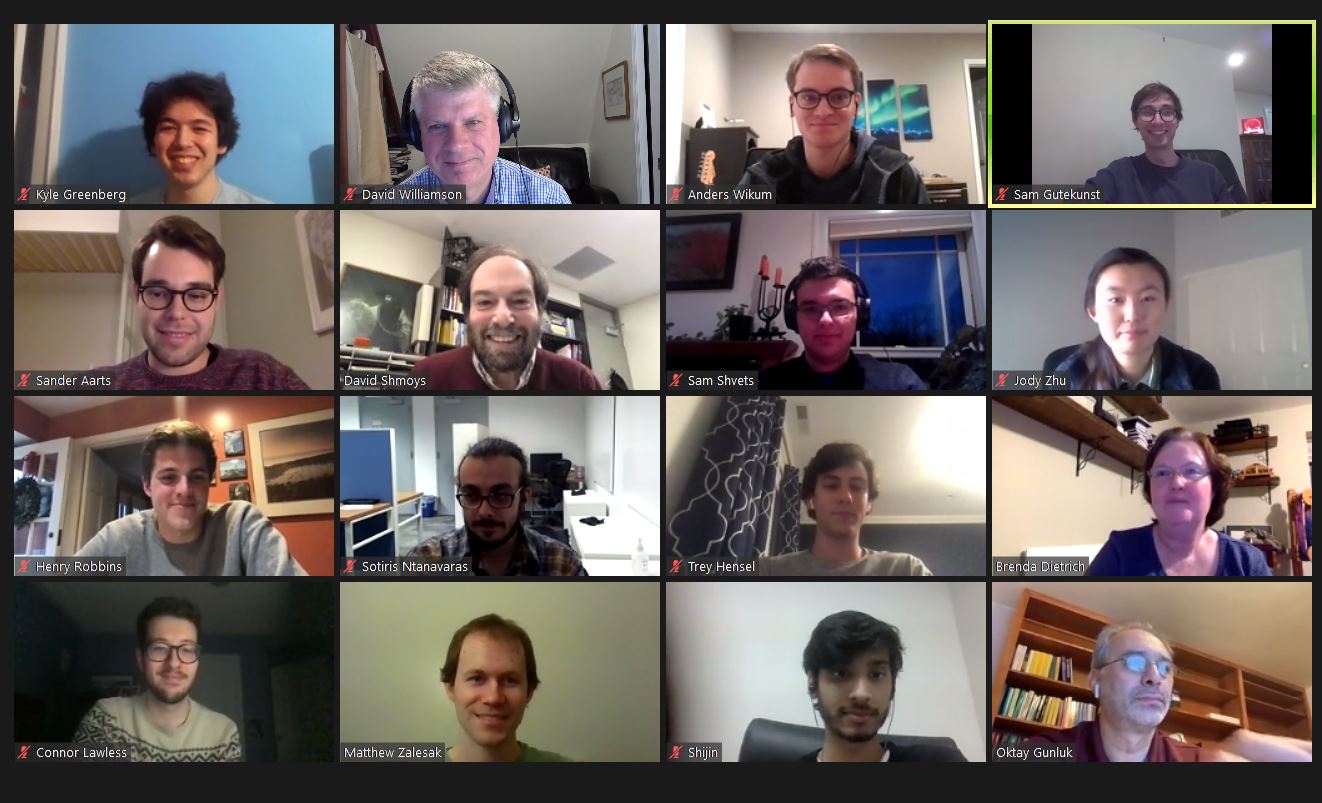 Kyle Greenberg
David Williamson
Anders Wikum
Sam Gutekunst
Sander Aarts
David Shmoys
Sam Shvets
Jody Zhu
Henry Robbins
Sotiris Ntanavaras
Trey Hensel
Brenda Dietrich
Connor Lawless
Matthew Zalesak
Shijin
Oktay Gunluk